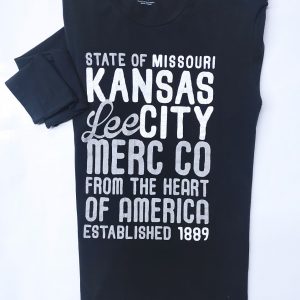 STATE OF MISSOURI
KANSAS
Lee CITY
MERC CO
FROM THE HEART
OF AMERICA
ESTABLISHED 1889